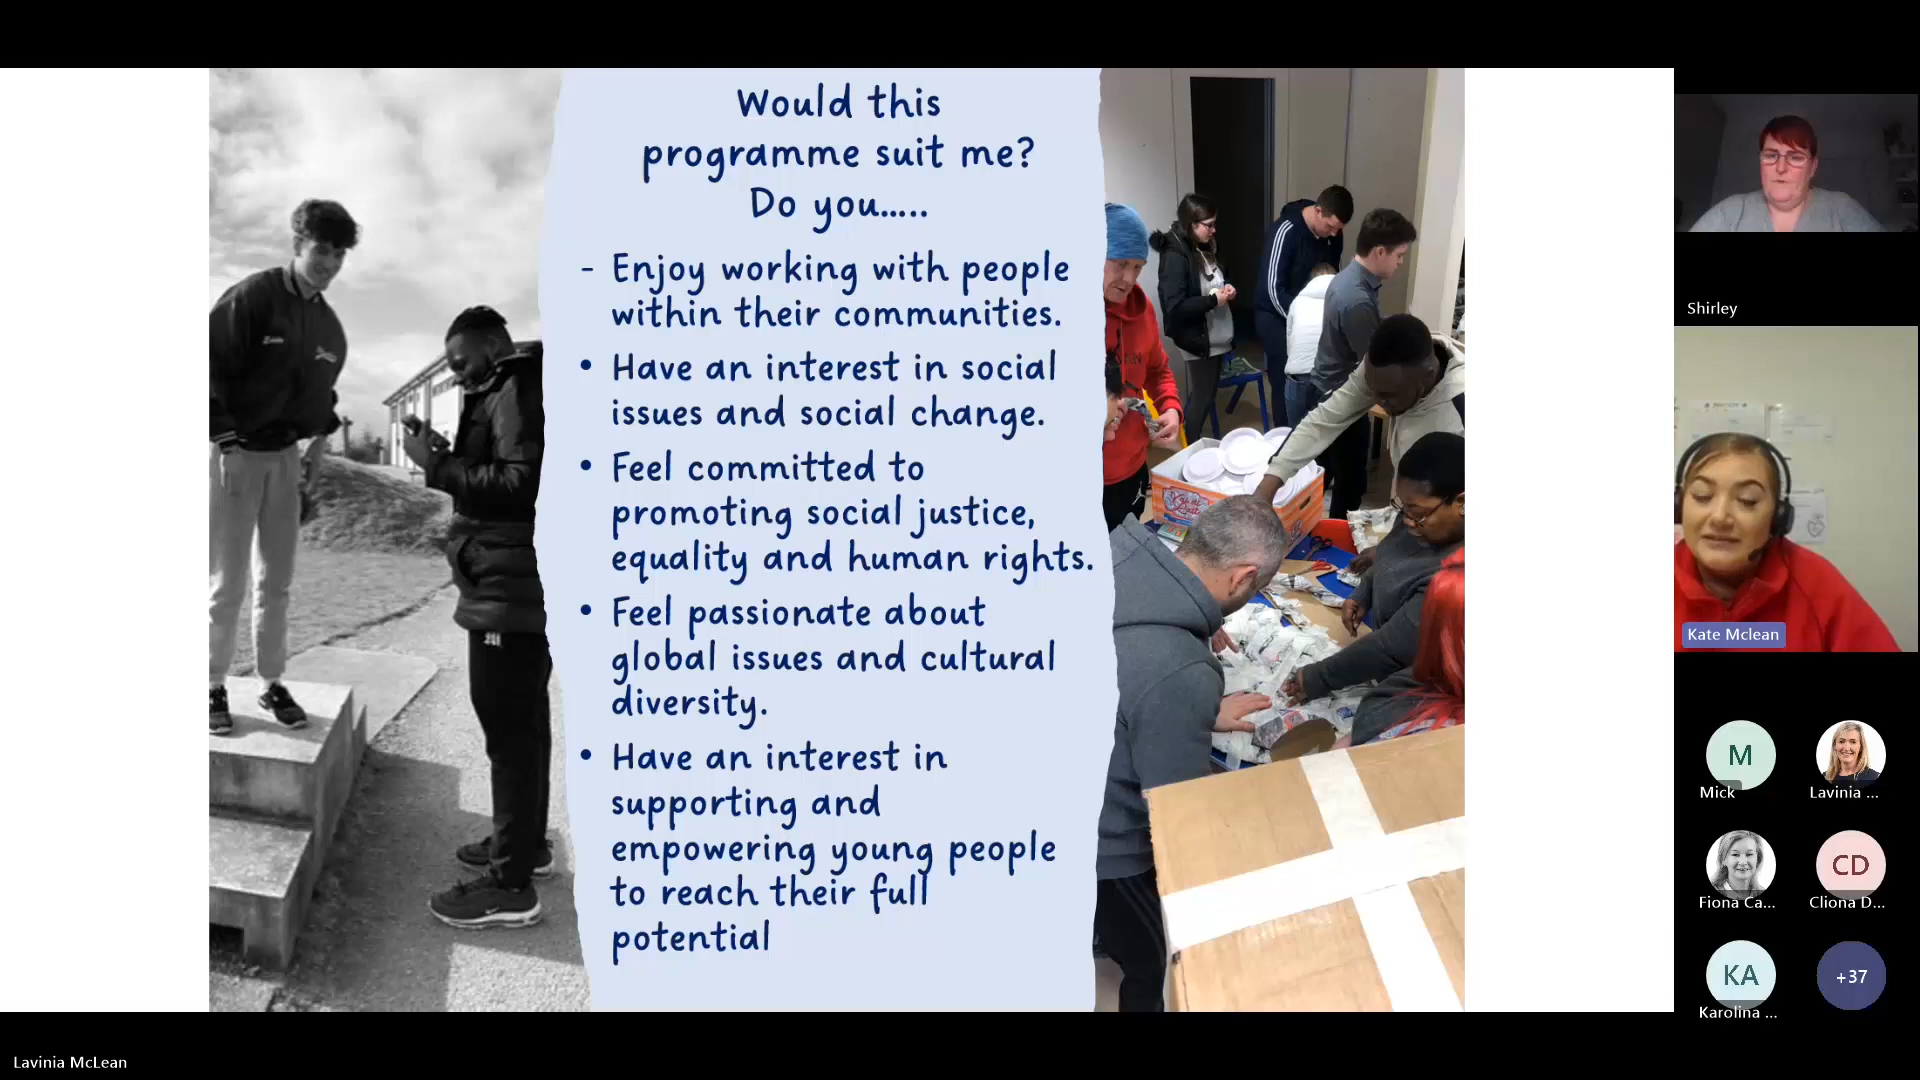 Would this
programme suit me?
Do you.....
- Enjoy working with people
within their communities.
• Have an interest in social
issues and social change.
• Feel committed to
promoting social justice,
equality and human rights.
• Feel passionate about
global issues and cultural
diversity.
• Have an interest in
supporting and
empowering young people
to reach their full
potential
Shirley
Kate Mclean
M
Mick
Lavinia ...
Fiona Ca...
CD
Cliona D...
KA
Karolina ...
+37
Lavinia McLean